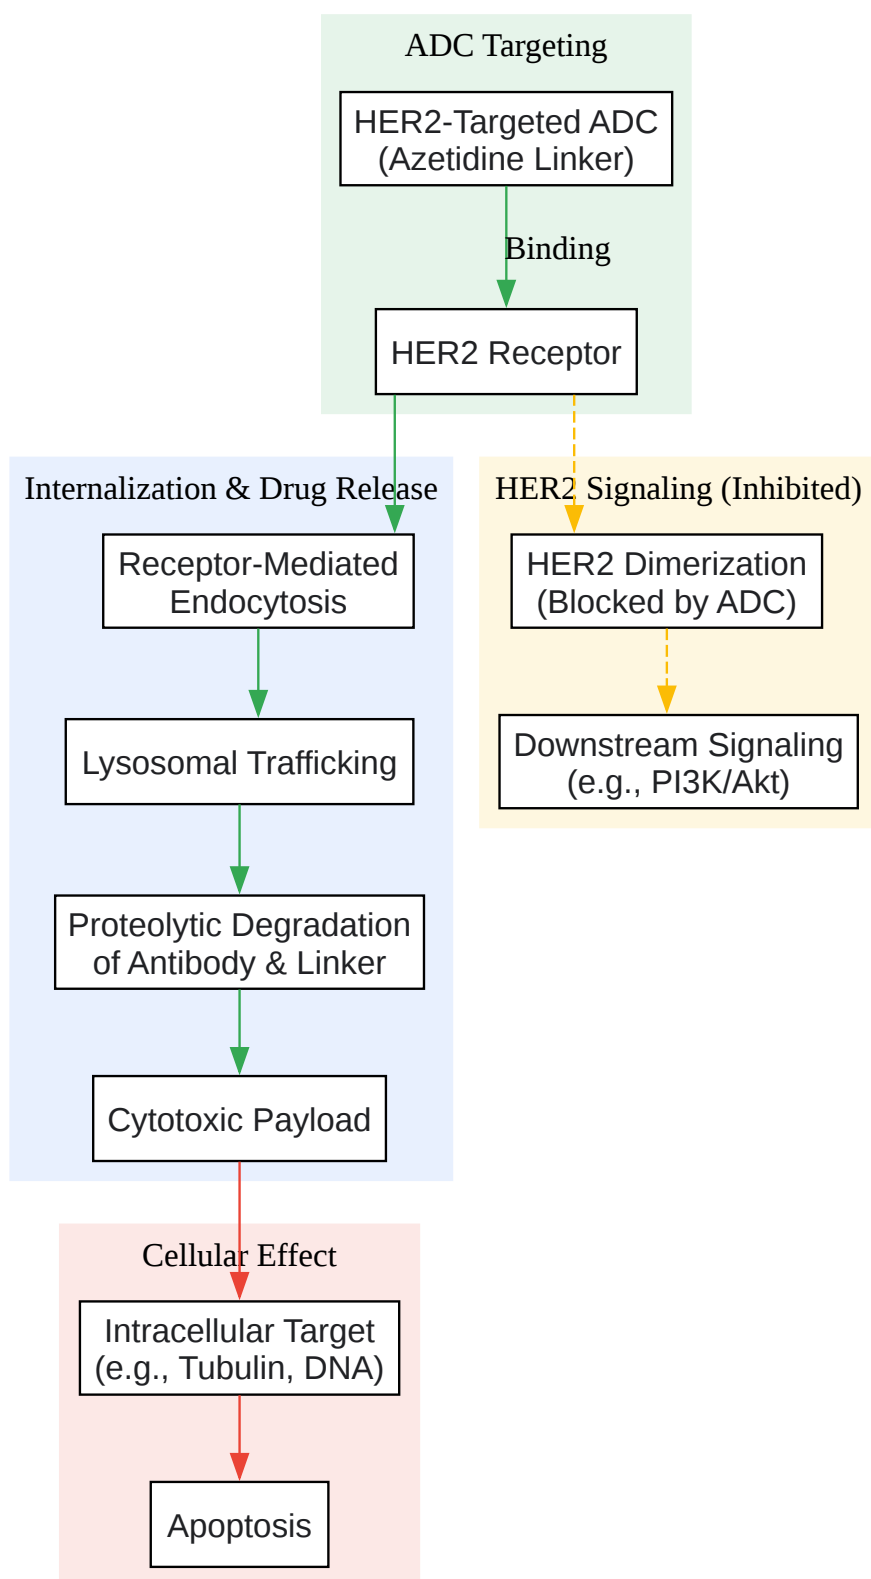 ADC Targeting
HER2-Targeted ADC
(Azetidine Linker)
Binding
HER2 Receptor
Internalization & Drug Release
Receptor-Mediated
Endocytosis
Lysosomal Trafficking
Proteolytic Degradation
of Antibody & Linker
Cytotoxic Payload
HER2 Signaling (Inhibited)
HER2 Dimerization
(Blocked by ADC)
Downstream Signaling
(e.g., PI3K/Akt)
Cellular Effect
Intracellular Target
(e.g., Tubulin, DNA)
Apoptosis